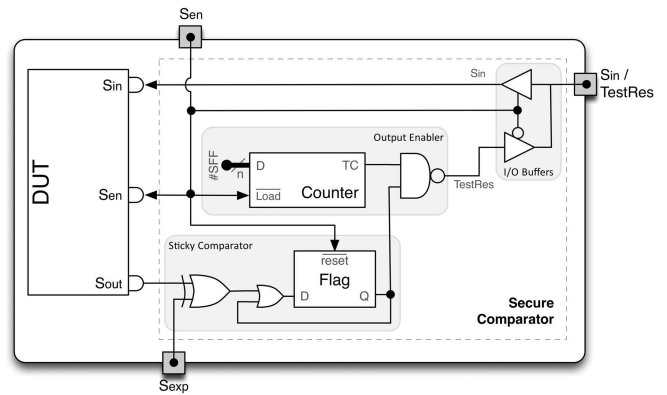 Sen
Sin
Sin /
TestRes
DUT
Sin
Output Enabler
I/O Buffers
#SFF
n
D
TC
Load
Counter
TestRes
Sen
Sticky Comparator
reset
Flag
D
Q
Sout
Secure
Comparator
Sexp